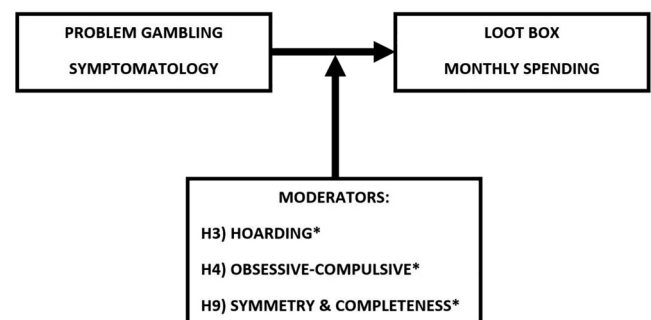 PROBLEM GAMBLING
SYMPTOMATOLOGY
LOOT BOX
MONTHLY SPENDING
MODERATORS:
H3) HOARDING*
H4) OBSESSIVE-COMPULSIVE*
H9) SYMMETRY & COMPLETENESS*